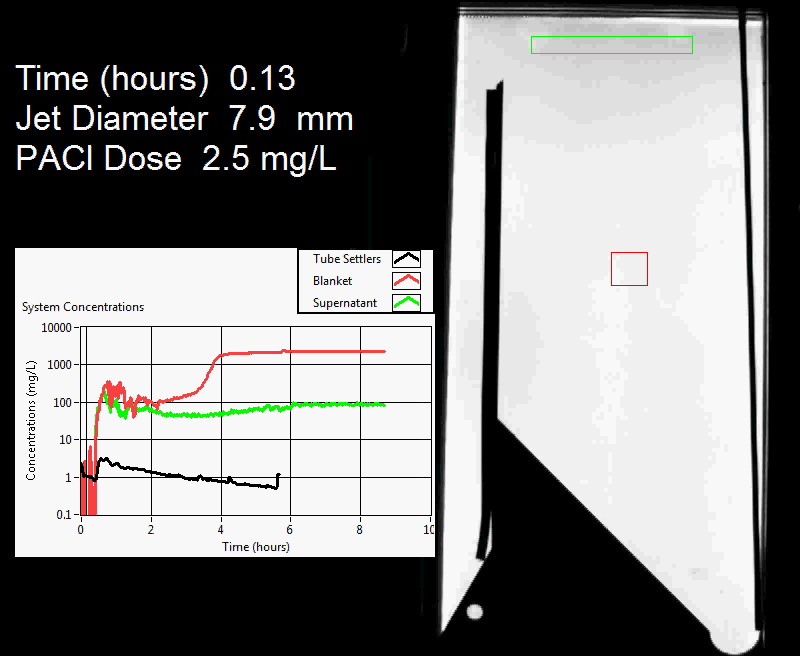 Time (hours) 0.13
Jet Diameter 7.9 mm
PACl Dose 2.5 mg/L
Tube Settlers
Blanket
Supernatant
System Concentrations
Concentrations (mg/L)
10000
1000
100
10
1
0.1
0 2 4 6 8 10
Time (hours)